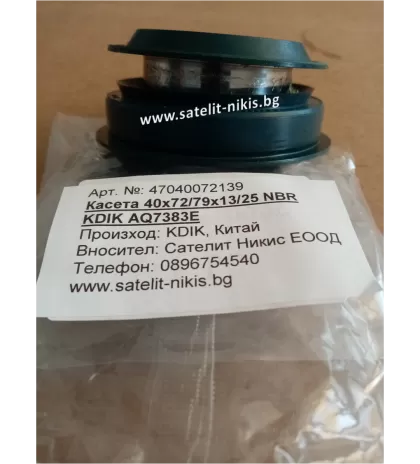 www.satelit-nikis.bg
Арт. №: 47040072139
Касета 40x72/79x13/25 NBR
KDIK AQ7383E
Произход: KDIK, Китай
Вносител: Сателит Никис ЕООД
Телефон: 0896754540
www.satelit-nikis.bg